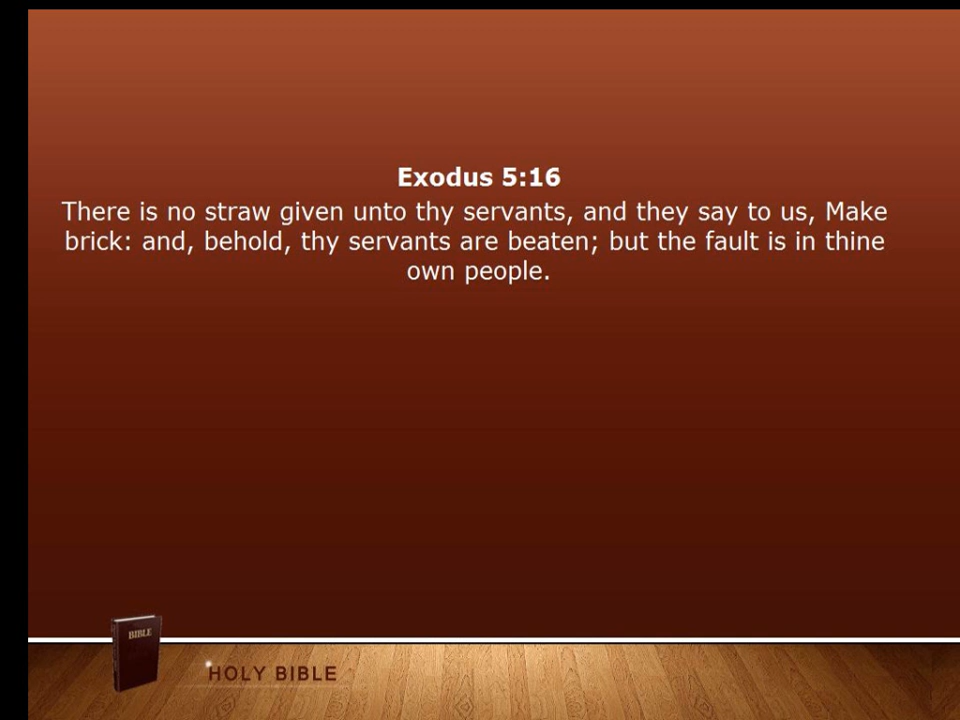 Exodus 5:16
There is no straw given unto thy servants, and they say to us, Make
brick: and, behold, thy servants are beaten; but the fault is in thine
own people.
BIBLE
HOLY BIBLE